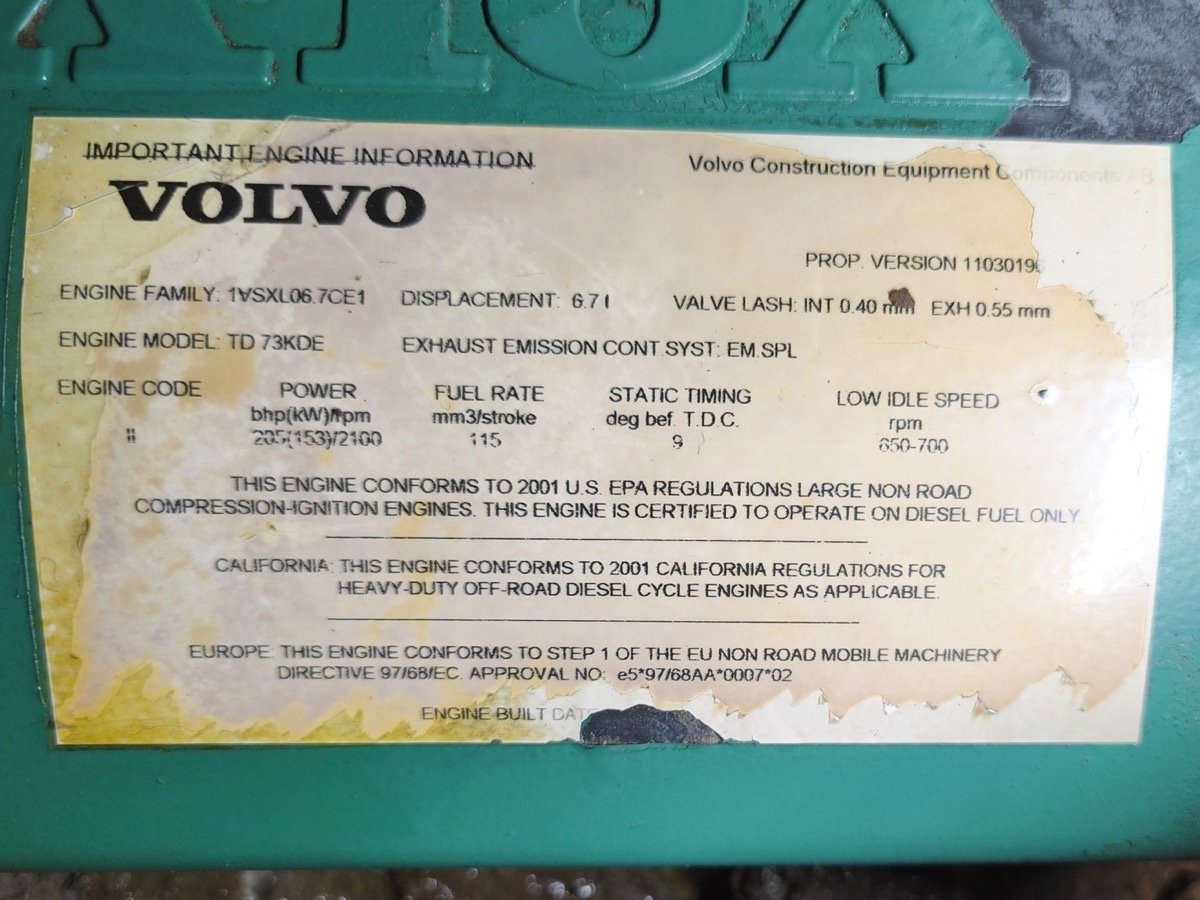 VOLVO
IMPORTANT ENGINE INFORMATION
Volvo Construction Equipment Components AB
VOLVO
PROP. VERSION 11030196
ENGINE FAMILY: 1VSXL06.7CE1 DISPLACEMENT: 6.7 l VALVE LASH: INT 0.40 mm EXH 0.55 mm
ENGINE MODEL: TD 73KDE EXHAUST EMISSION CONT.SYST: EM.SPL
ENGINE CODE POWER FUEL RATE STATIC TIMING LOW IDLE SPEED
bhp(kW)/rpm mm3/stroke deg bef. T.D.C. rpm
205(153)/2100 115 9 650-700
THIS ENGINE CONFORMS TO 2001 U.S. EPA REGULATIONS LARGE NON ROAD
COMPRESSION-IGNITION ENGINES. THIS ENGINE IS CERTIFIED TO OPERATE ON DIESEL FUEL ONLY.
CALIFORNIA: THIS ENGINE CONFORMS TO 2001 CALIFORNIA REGULATIONS FOR
HEAVY-DUTY OFF-ROAD DIESEL CYCLE ENGINES AS APPLICABLE.
EUROPE: THIS ENGINE CONFORMS TO STEP 1 OF THE EU NON ROAD MOBILE MACHINERY
DIRECTIVE 97/68/EC. APPROVAL NO: e5*97/68AA*0007*02
ENGINE BUILT DATE